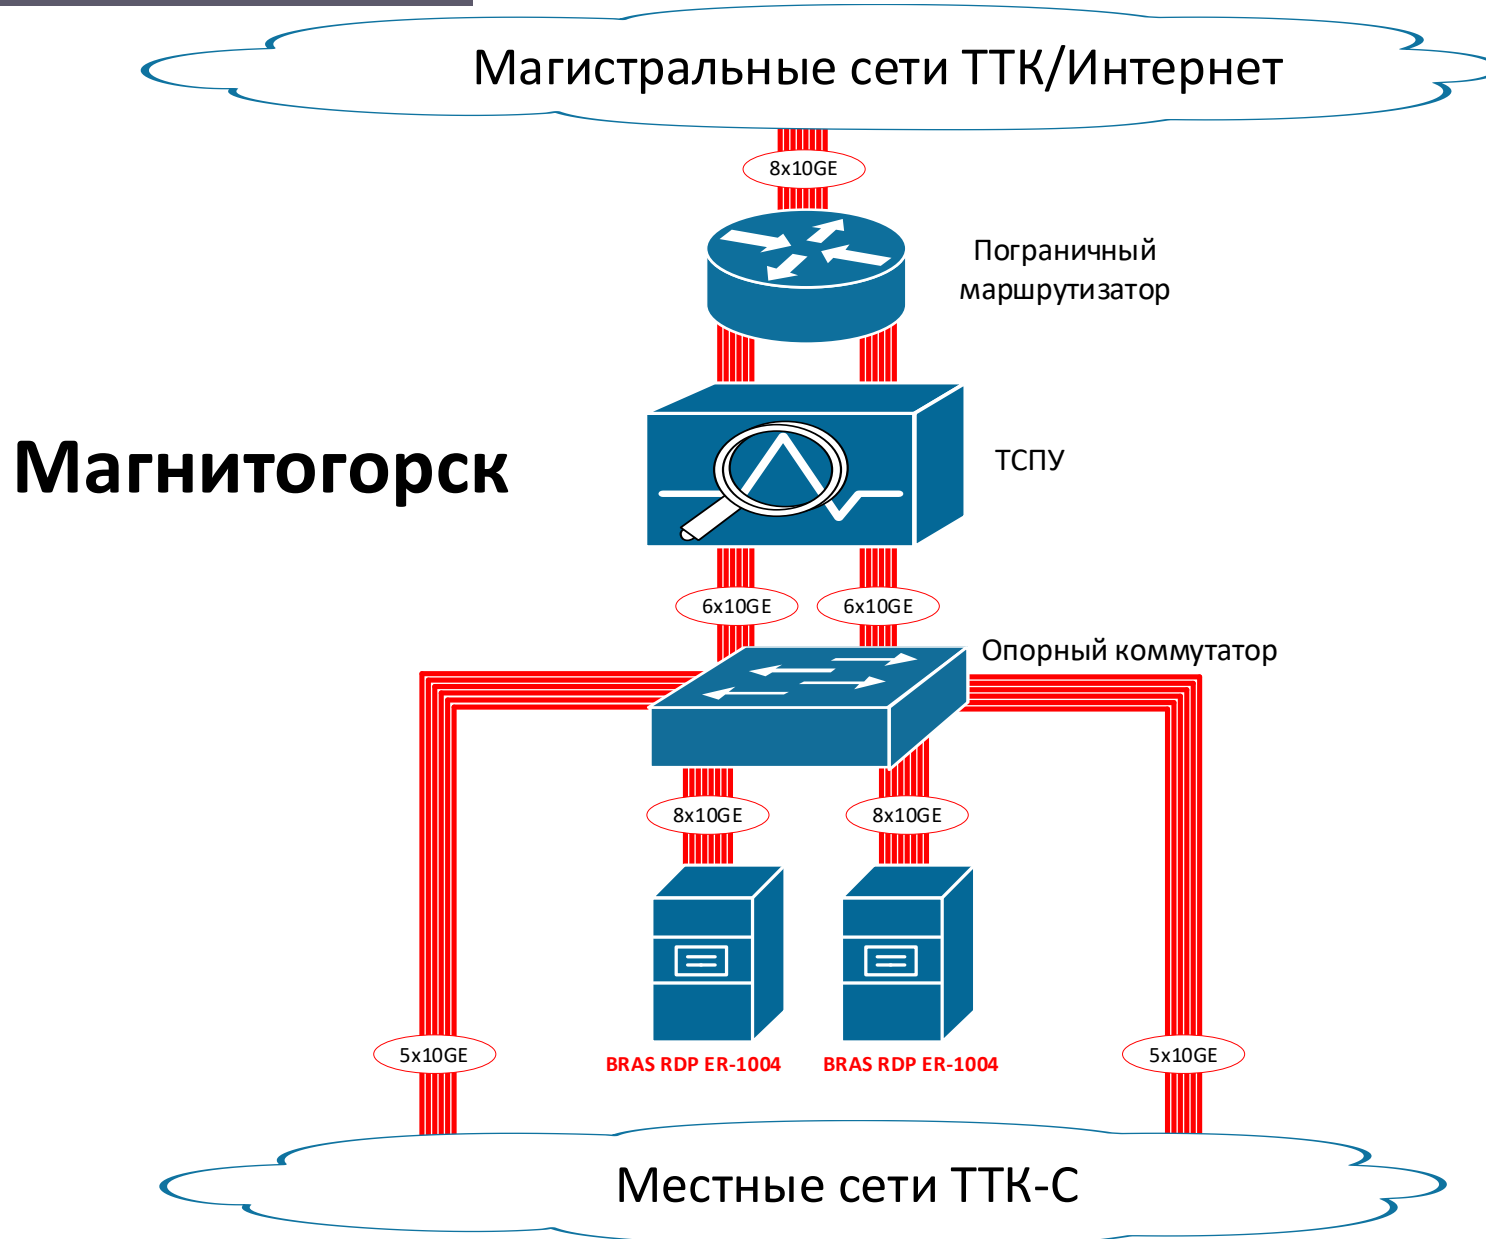 Магистральные сети ТТК/Интернет
8x10GE
Пограничный
маршрутизатор
Магнитогорск
ТСПУ
6x10GE
6x10GE
Опорный коммутатор
8x10GE
8x10GE
5x10GE
5x10GE
BRAS RDP ER-1004
BRAS RDP ER-1004
Местные сети ТТК-С